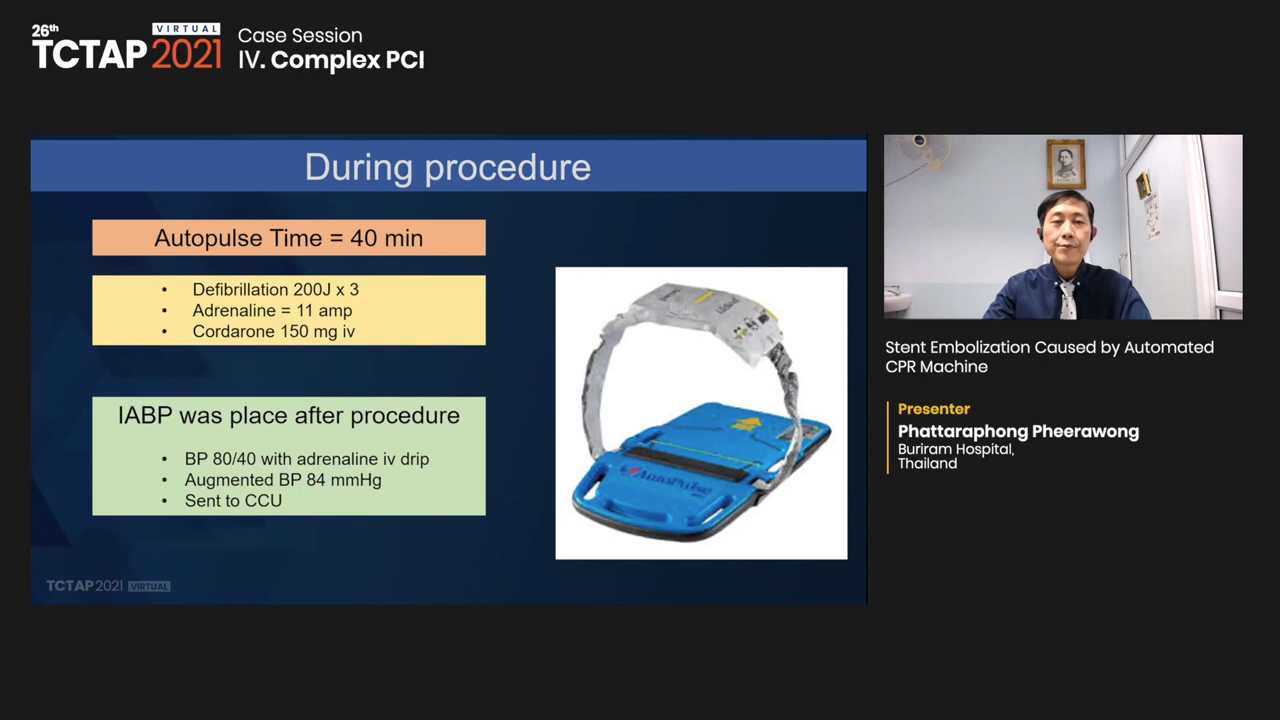 26th
TCTAP
VIRTUAL
2021
Case Session
IV. Complex PCI
During procedure
Autopulse Time = 40 min
• Defibrillation 200J x 3
• Adrenaline = 11 amp
• Cordarone 150 mg iv
IABP was place after procedure
• BP 80/40 with adrenaline iv drip
• Augmented BP 84 mmHg
• Sent to CCU
AutoPulse
TCTAP2021 VIRTUAL
Stent Embolization Caused by Automated
CPR Machine
Presenter
Phattaraphong Pheerawong
Buriram Hospital,
Thailand